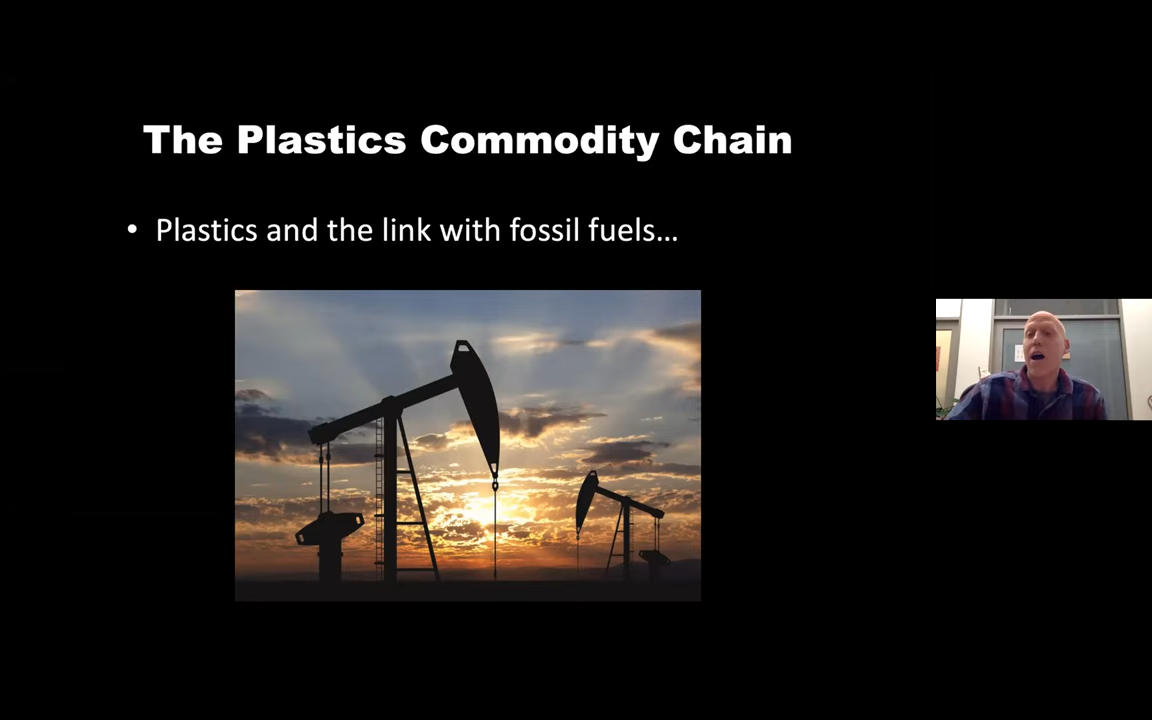 The Plastics Commodity Chain
• Plastics and the link with fossil fuels...